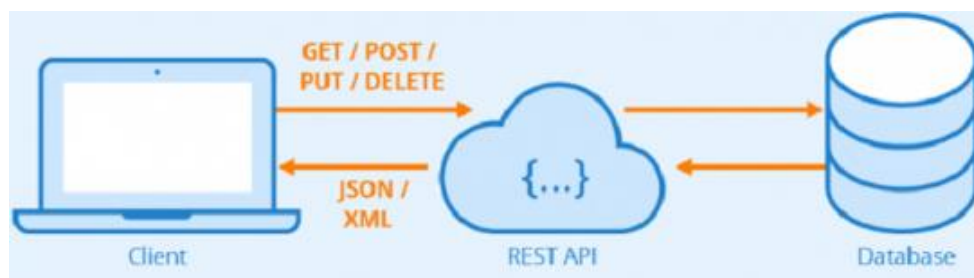 GET / POST /
PUT / DELETE
{...}
JSON /
XML
Client
REST API
Database